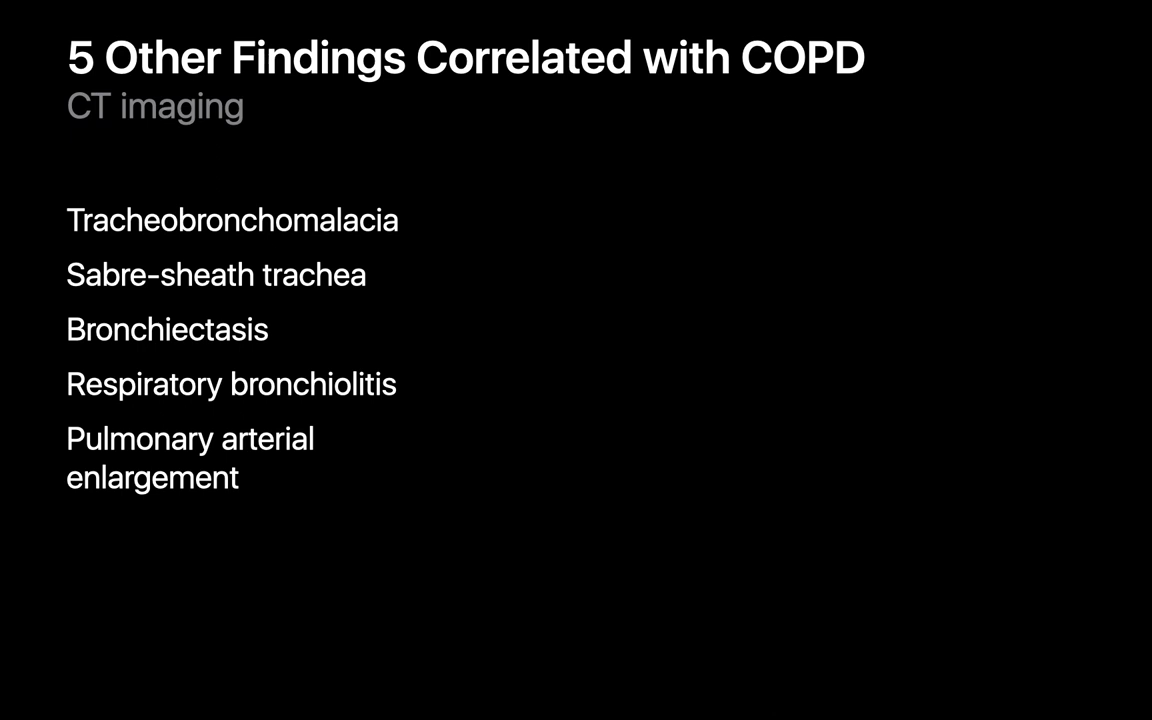 5 Other Findings Correlated with COPD
CT imaging
Tracheobronchomalacia
Sabre-sheath trachea
Bronchiectasis
Respiratory bronchiolitis
Pulmonary arterial
enlargement